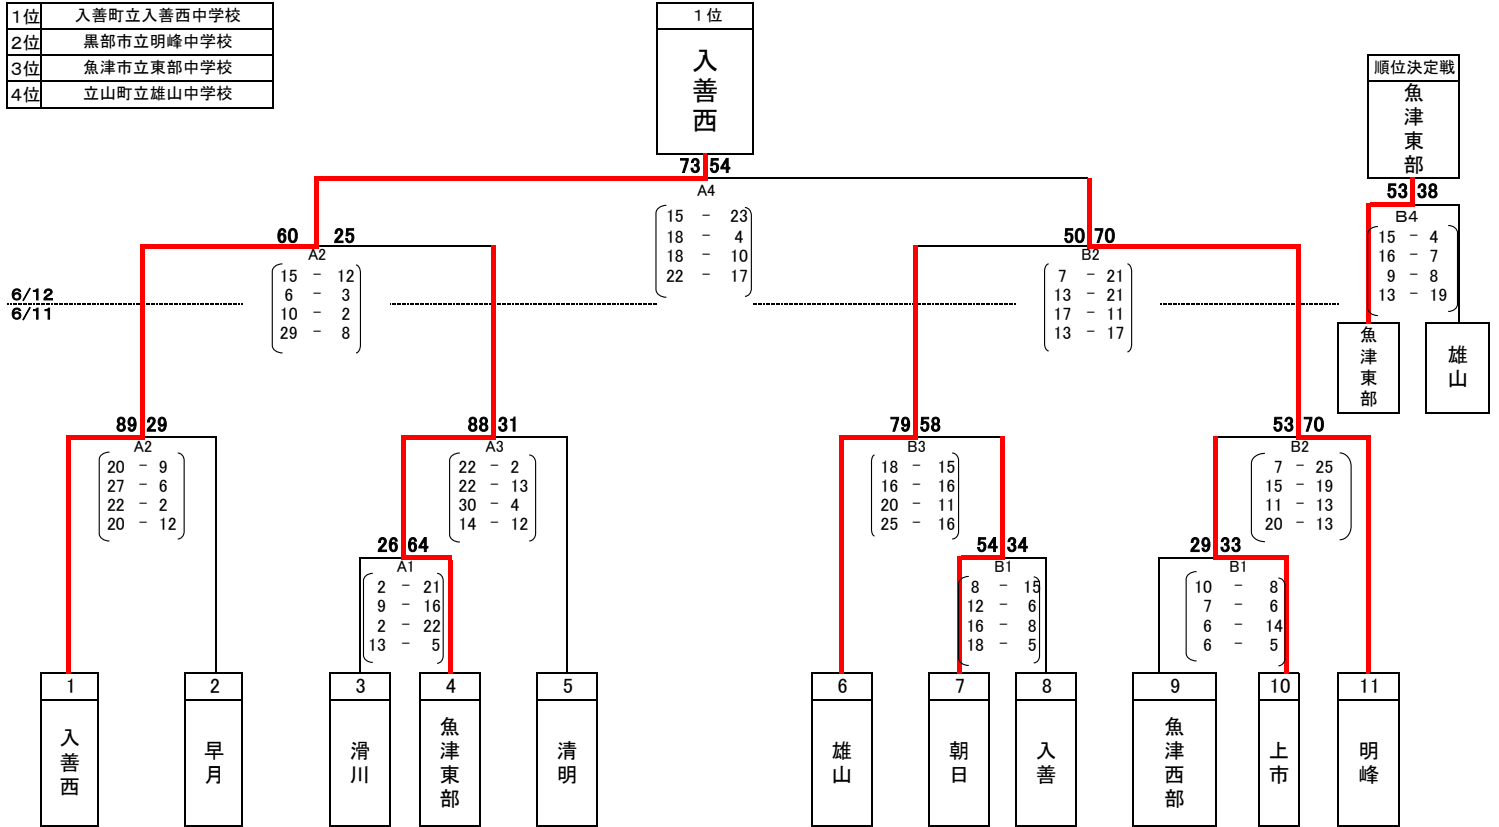 1位 入善町立入善西中学校
2位 黒部市立明峰中学校
3位 魚津市立東部中学校
4位 立山町立雄山中学校
1位
入善西
順位決定戦
魚津東部
73 54
A4
15 - 23
18 - 4
18 - 10
22 - 17
53 38
B4
15 - 4
16 - 7
9 - 8
13 - 19
魚津東部
雄山
60 25
A2
15 - 12
6 - 3
10 - 2
29 - 8
50 70
B2
7 - 21
13 - 21
17 - 11
13 - 17
6/12
6/11
89 29
A2
20 - 9
27 - 6
22 - 2
20 - 12
88 31
A3
22 - 2
22 - 13
30 - 4
14 - 12
79 58
B3
18 - 15
16 - 16
20 - 11
25 - 16
53 70
B2
7 - 25
15 - 19
11 - 13
20 - 13
26 64
A1
2 - 21
9 - 16
2 - 22
13 - 5
54 34
B1
8 - 15
12 - 6
16 - 8
18 - 5
29 33
B1
10 - 8
7 - 6
6 - 14
6 - 5
1
入善西
2
早月
3
滑川
4
魚津東部
5
清明
6
雄山
7
朝日
8
入善
9
魚津西部
10
上市
11
明峰